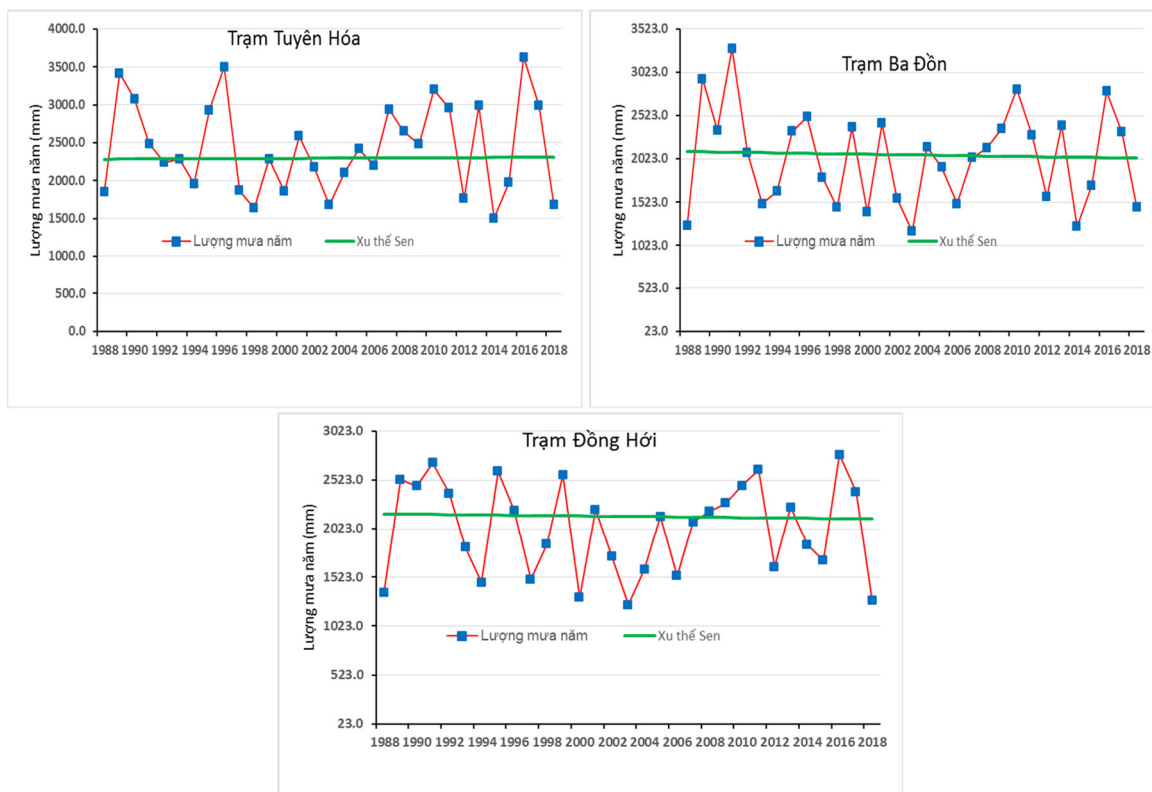 Trạm Tuyên Hóa
Lượng mưa năm (mm)
4000.0
3500.0
3000.0
2500.0
2000.0
1500.0
1000.0
500.0
0.0
Lượng mưa năm Xu thế Sen
1988 1990 1992 1994 1996 1998 2000 2002 2004 2006 2008 2010 2012 2014 2016 2018
Trạm Ba Đồn
Lượng mưa năm (mm)
3523.0
3023.0
2523.0
2023.0
1523.0
1023.0
523.0
23.0
Lượng mưa năm Xu thế Sen
1988 1990 1992 1994 1996 1998 2000 2002 2004 2006 2008 2010 2012 2014 2016 2018
Trạm Đồng Hới
Lượng mưa năm (mm)
3023.0
2523.0
2023.0
1523.0
1023.0
523.0
23.0
Lượng mưa năm Xu thế Sen
1988 1990 1992 1994 1996 1998 2000 2002 2004 2006 2008 2010 2012 2014 2016 2018